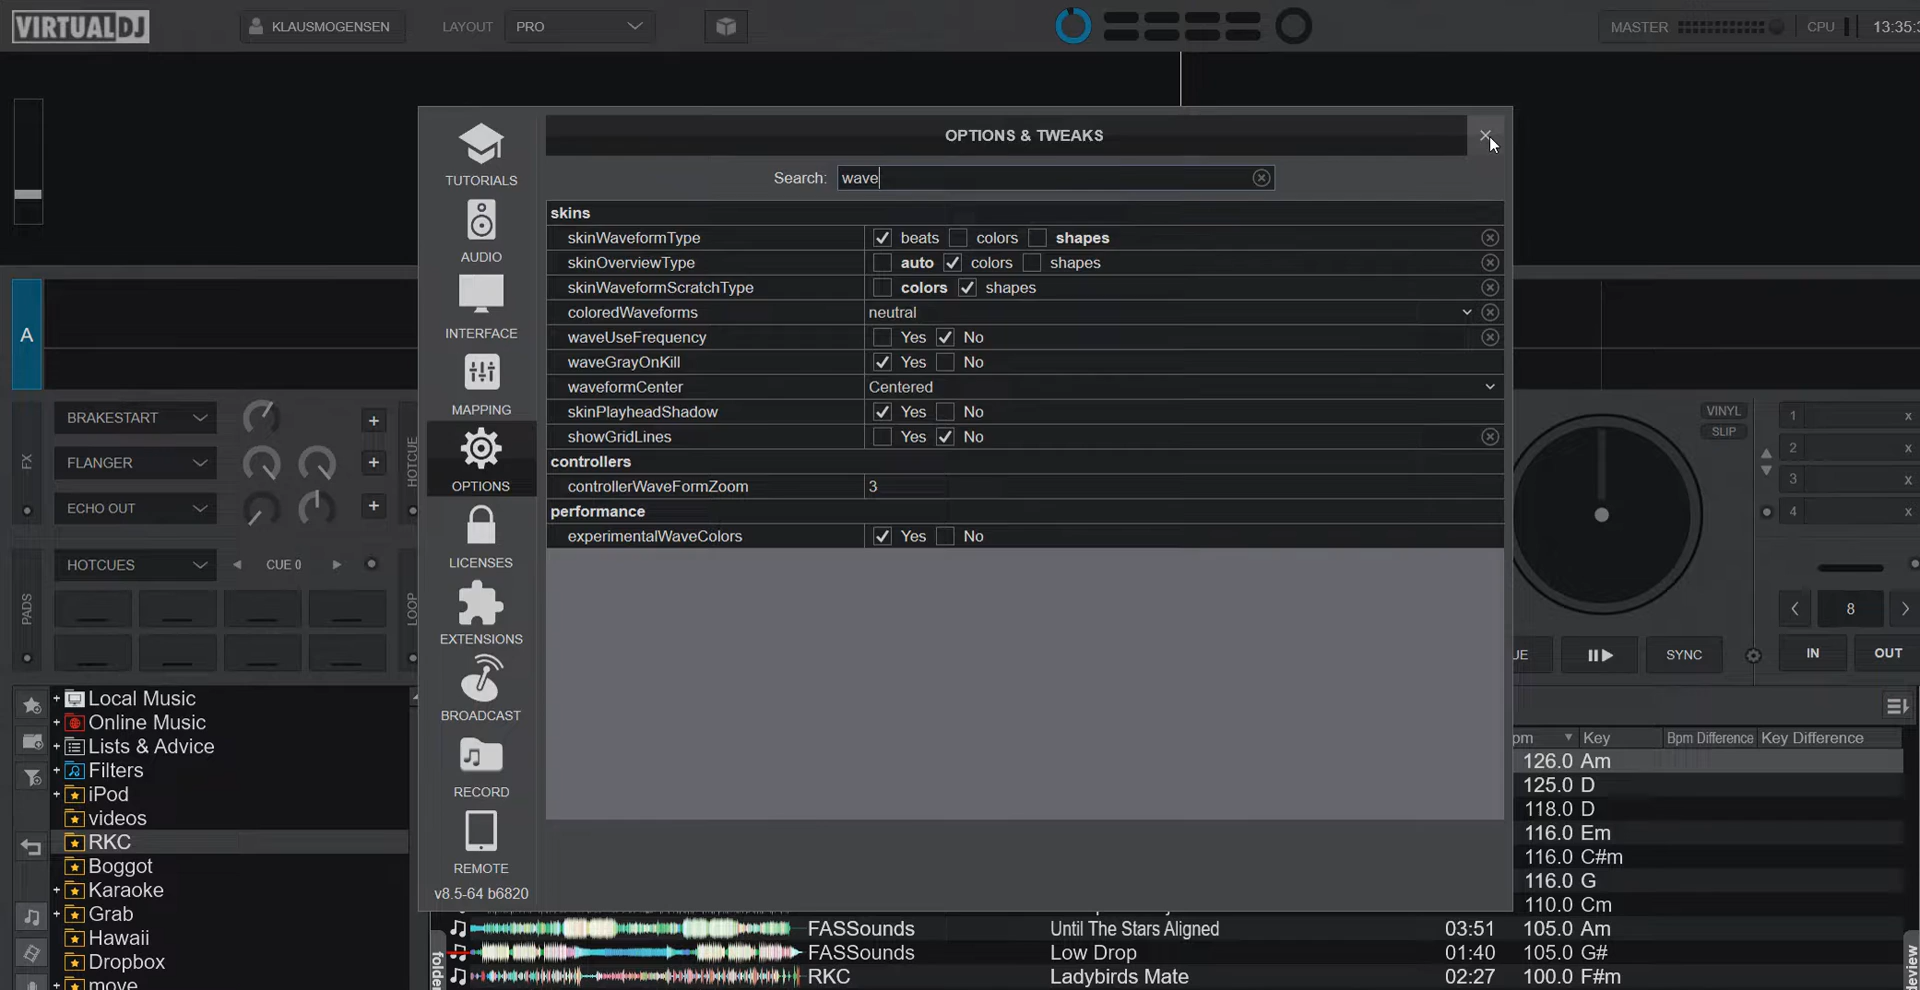 VIRTUALDJ
KLAUSMOGENSEN
LAYOUT
PRO
MASTER
CPU
13:35:3
OPTIONS & TWEAKS
Search: wave
TUTORIALS
AUDIO
INTERFACE
MAPPING
OPTIONS
LICENSES
EXTENSIONS
BROADCAST
RECORD
REMOTE
v8.5-64 b6820
skins
skinWaveformType beats colors shapes
skinOverviewType auto colors shapes
skinWaveformScratchType colors shapes
coloredWaveforms neutral
waveUseFrequency Yes No
waveGrayOnKill Yes No
waveformCenter Centered
skinPlayheadShadow Yes No
showGridLines Yes No
controllers
controllerWaveFormZoom 3
performance
experimentalWaveColors Yes No
A
FX
BRAKESTART
FLANGER
ECHO OUT
HOTCUE
PADS
HOTCUES
CUE 0
LOOP
VINYL
SLIP
1 x
2 x
3 x
4 x
8
UE
SYNC
IN
OUT
Local Music
Online Music
Lists & Advice
Filters
iPod
videos
RKC
Boggot
Karaoke
Grab
Hawaii
Dropbox
move
folder
pm Key Bpm Difference Key Difference
126.0 Am
125.0 D
118.0 D
116.0 Em
116.0 C#m
116.0 G
110.0 Cm
FASSounds Until The Stars Aligned 03:51 105.0 Am
FASSounds Low Drop 01:40 105.0 G#
RKC Ladybirds Mate 02:27 100.0 F#m
deview